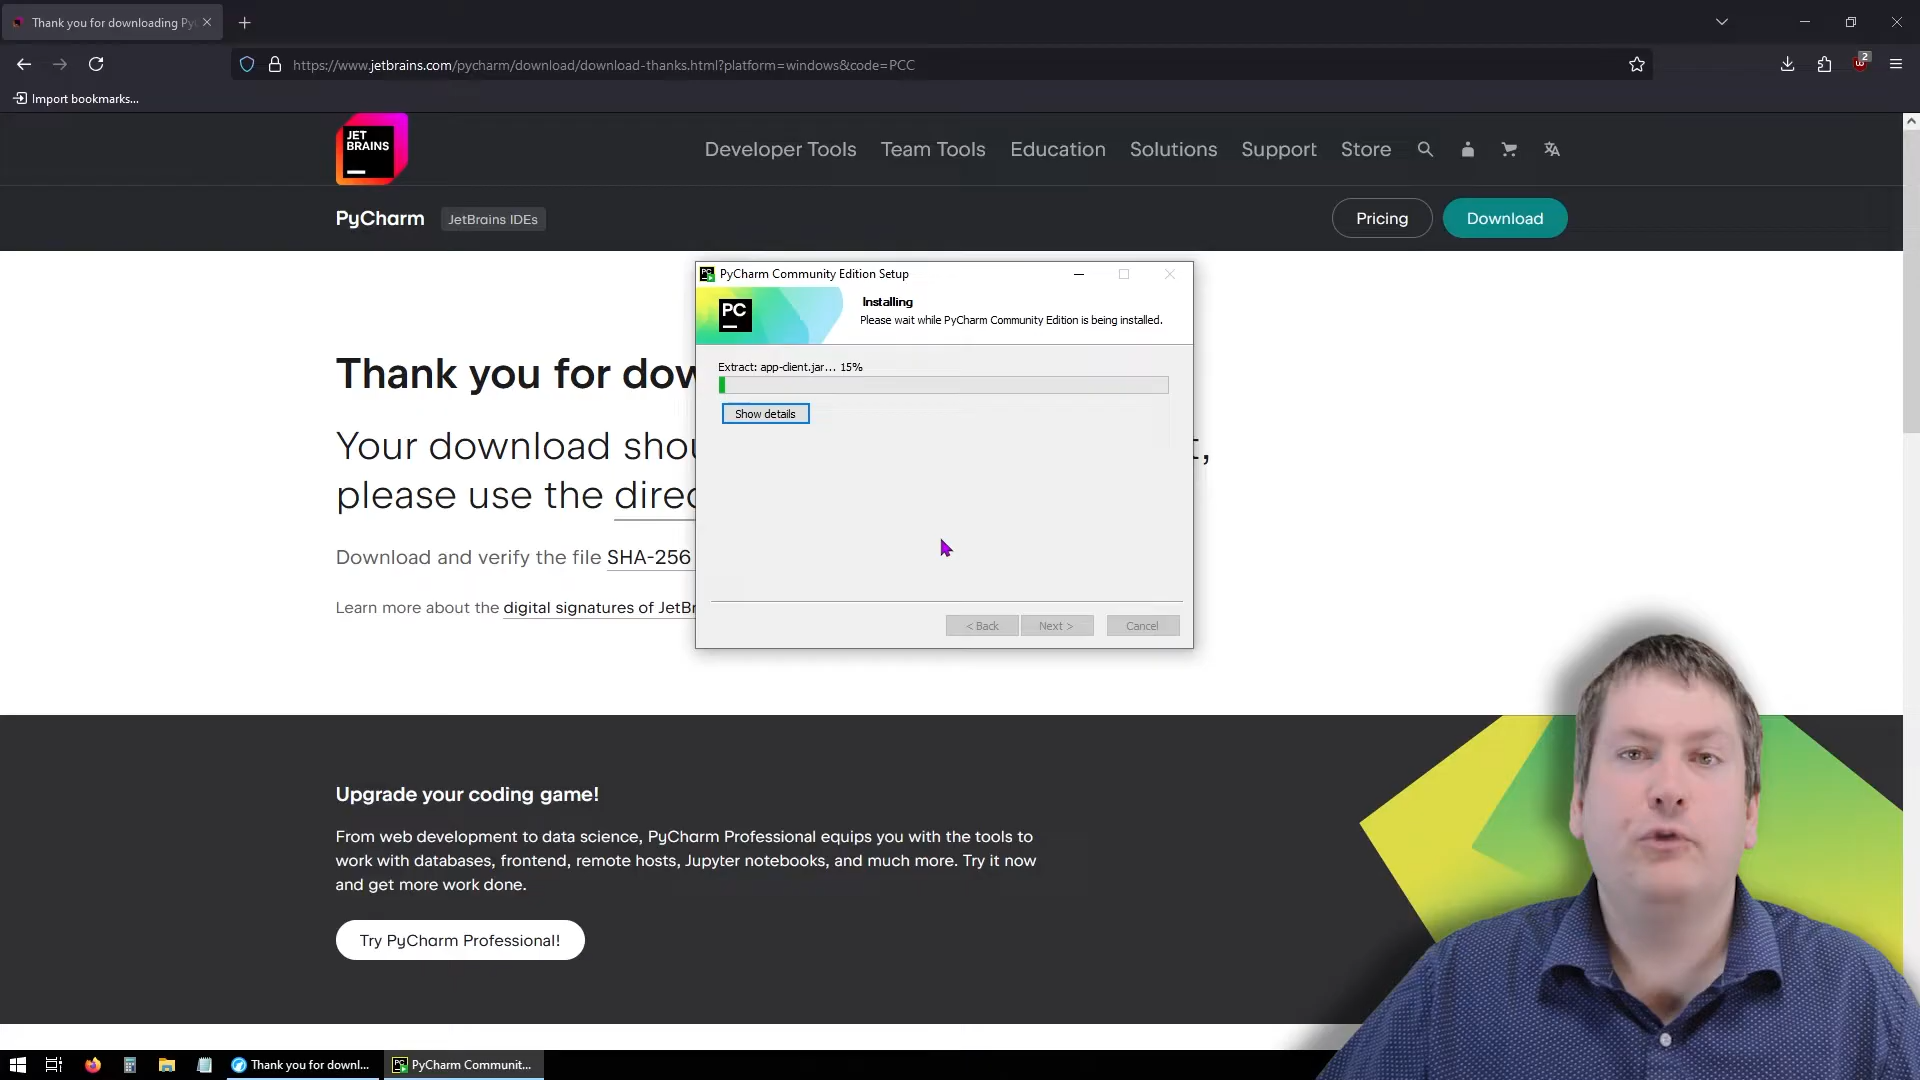 Thank you for downloading Py
https://www.jetbrains.com/pycharm/download/download-thanks.html?platform=windows&code=PCC
2
Import bookmarks...
JET
BRAINS
Developer Tools
Team Tools
Education
Solutions
Support
Store
PyCharm
JetBrains IDEs
Pricing
Download
PyCharm Community Edition Setup
PC
Installing
Please wait while PyCharm Community Edition is being installed.
Extract: app-client.jar... 15%
Show details
< Back
Next >
Cancel
Thank you for dow
Your download shou
t,
please use the direc
Download and verify the file SHA-256
Learn more about the digital signatures of JetBr
Upgrade your coding game!
From web development to data science, PyCharm Professional equips you with the tools to
work with databases, frontend, remote hosts, Jupyter notebooks, and much more. Try it now
and get more work done.
Try PyCharm Professional!
Thank you for downl...
PyCharm Communit...